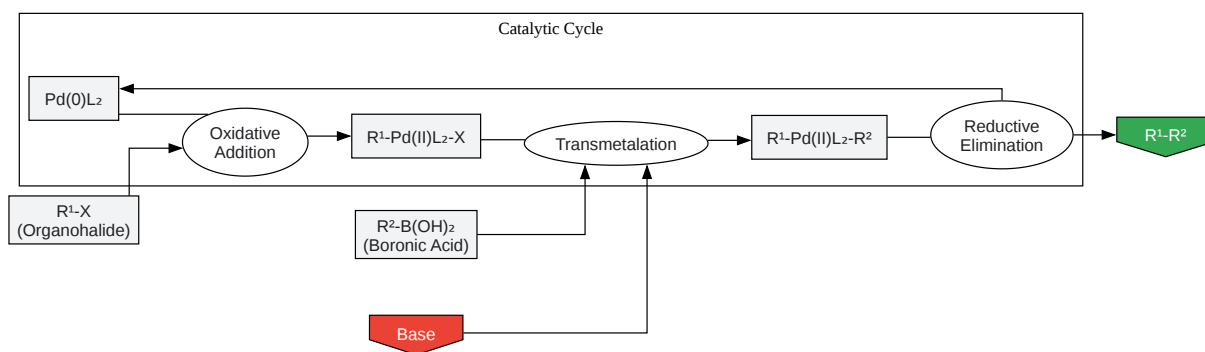 Catalytic Cycle
Pd(0)L₂
Oxidative
Addition
R¹-Pd(II)L₂-X
Transmetalation
R¹-Pd(II)L₂-R²
Reductive
Elimination
R¹-R²
R¹-X
(Organohalide)
R²-B(OH)₂
(Boronic Acid)
Base